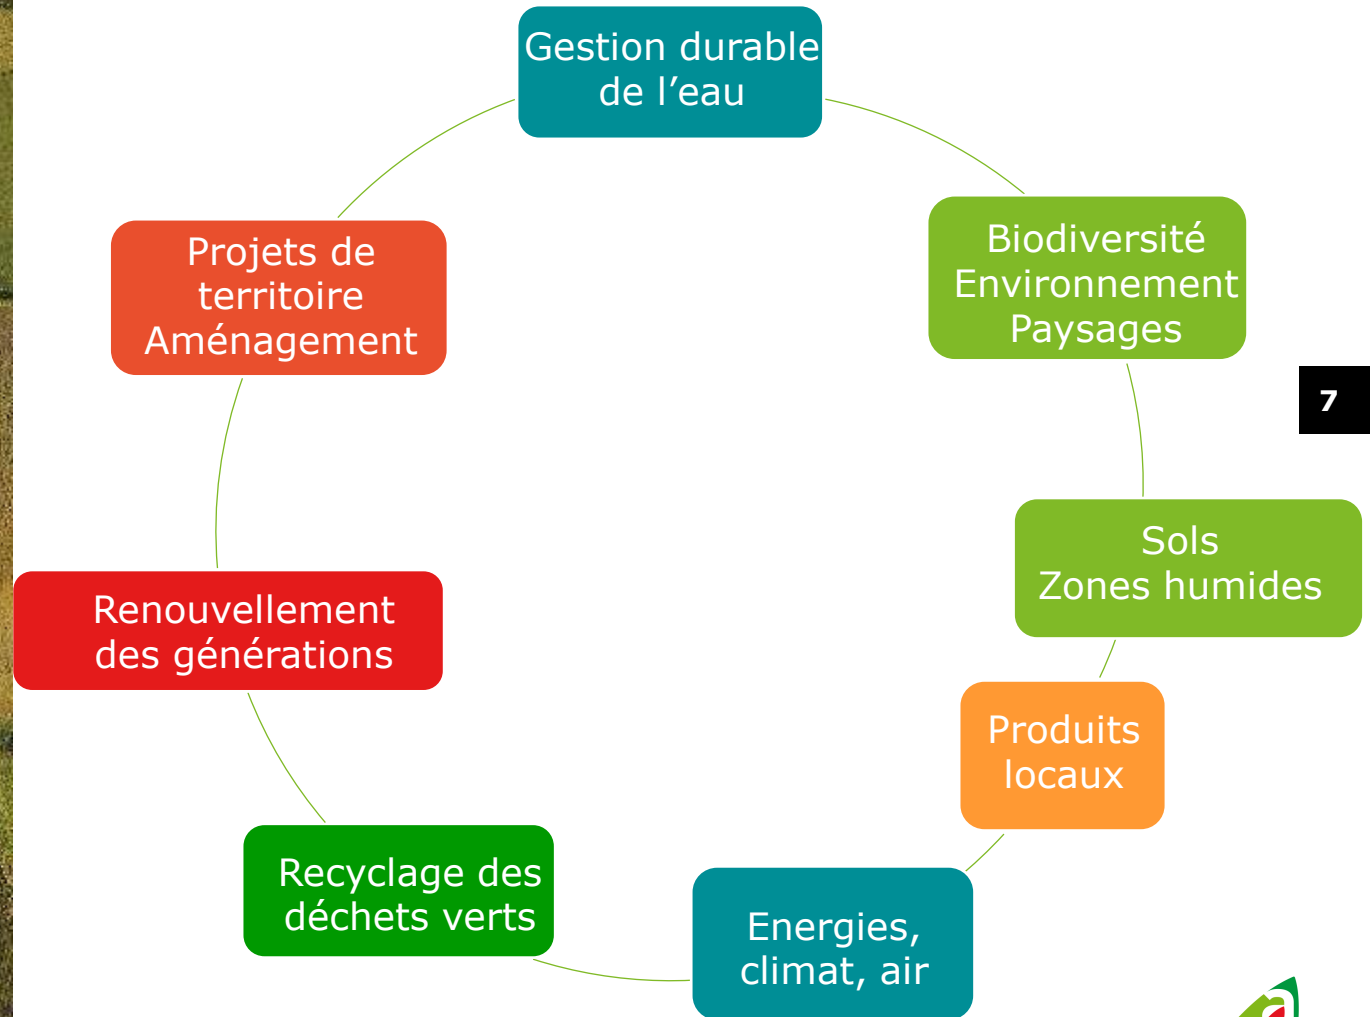 Gestion durable
de l’eau
Biodiversité
Environnement
Paysages
7
Sols
Zones humides
Produits
locaux
Energies,
climat, air
Recyclage des
déchets verts
Renouvellement
des générations
Projets de
territoire
Aménagement